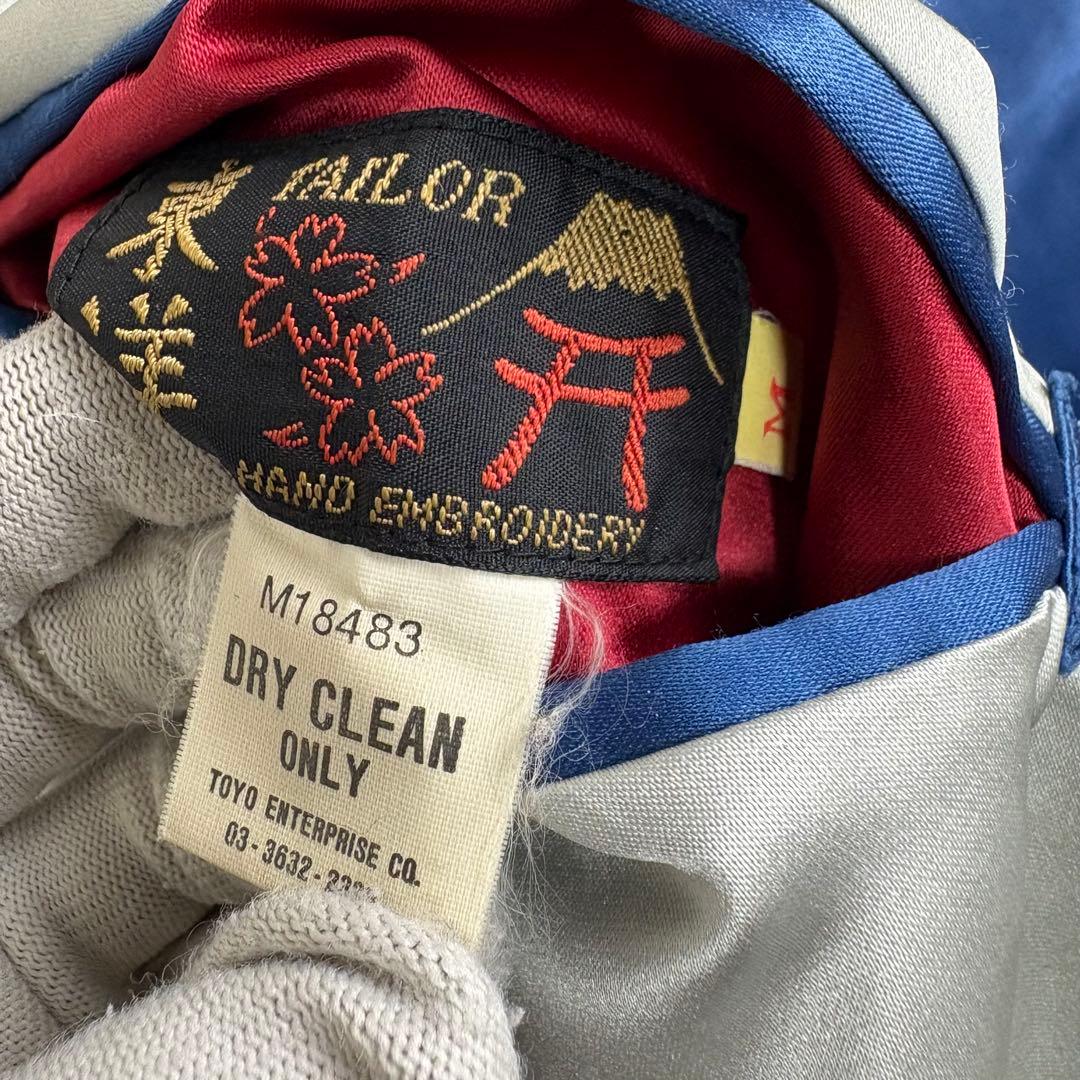 TAILOR
東洋
HAND EMBROIDERY
M
M18483
DRY CLEAN
ONLY
TOYO ENTERPRISE CO.
03-3632-